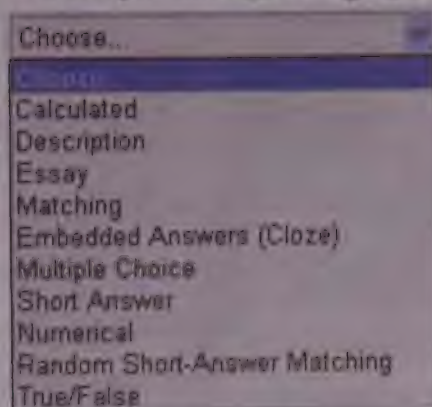 Choose...
Choose...
Calculated
Description
Essay
Matching
Embedded Answers (Cloze)
Multiple Choice
Short Answer
Numerical
Random Short-Answer Matching
True/False